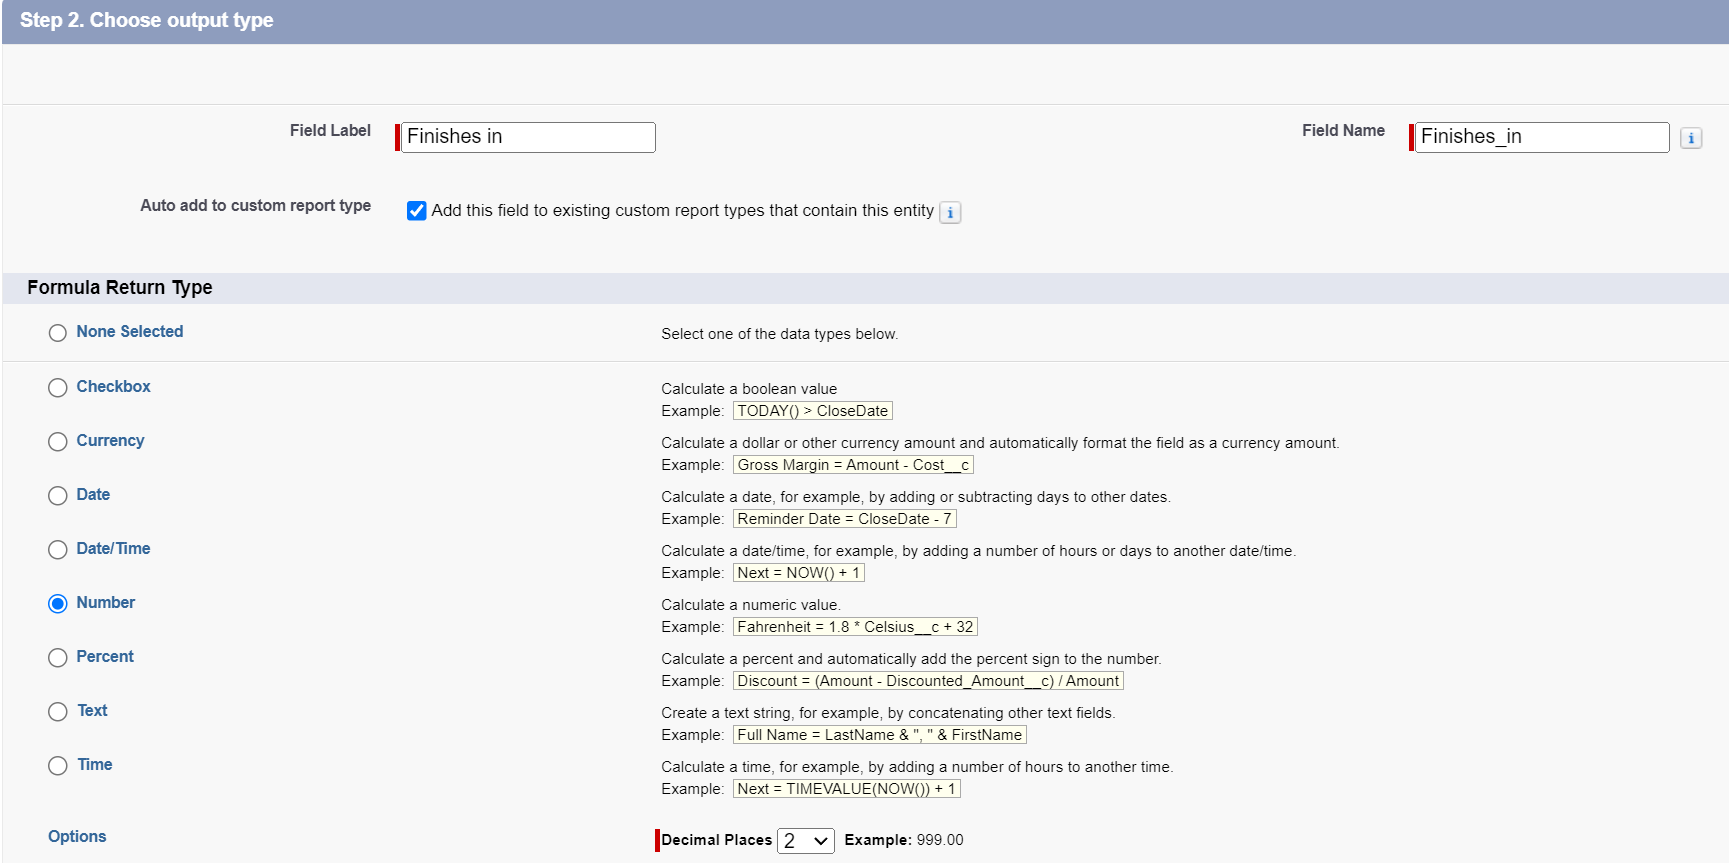 Step 2. Choose output type
Field Label Finishes in Field Name Finishes_in i
Auto add to custom report type Add this field to existing custom report types that contain this entity i
Formula Return Type
None Selected Select one of the data types below.
Checkbox Calculate a boolean value
Example: TODAY() > CloseDate
Currency Calculate a dollar or other currency amount and automatically format the field as a currency amount.
Example: Gross Margin = Amount - Cost__c
Date Calculate a date, for example, by adding or subtracting days to other dates.
Example: Reminder Date = CloseDate - 7
Date/Time Calculate a date/time, for example, by adding a number of hours or days to another date/time.
Example: Next = NOW() + 1
Number Calculate a numeric value.
Example: Fahrenheit = 1.8 * Celsius__c + 32
Percent Calculate a percent and automatically add the percent sign to the number.
Example: Discount = (Amount - Discounted_Amount__c) / Amount
Text Create a text string, for example, by concatenating other text fields.
Example: Full Name = LastName & ", " & FirstName
Time Calculate a time, for example, by adding a number of hours to another time.
Example: Next = TIMEVALUE(NOW()) + 1
Options Decimal Places 2 Example: 999.00